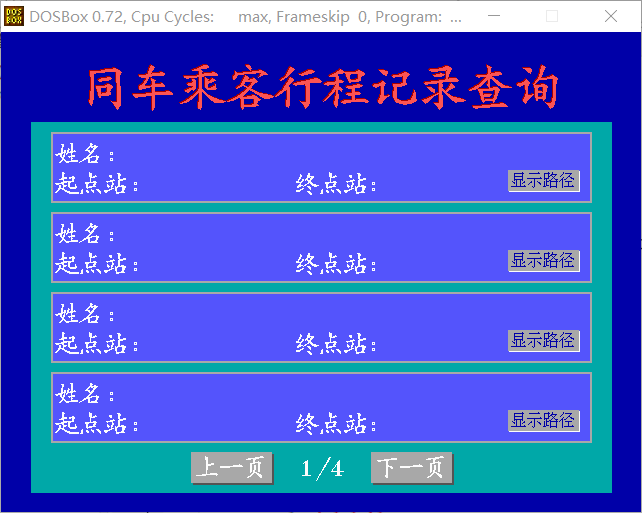 DOSBox 0.72, Cpu Cycles: max, Frameskip 0, Program: ...
同车乘客行程记录查询
姓名：
起点站： 终点站： 显示路径
姓名：
起点站： 终点站： 显示路径
姓名：
起点站： 终点站： 显示路径
姓名：
起点站： 终点站： 显示路径
上一页 1/4 下一页